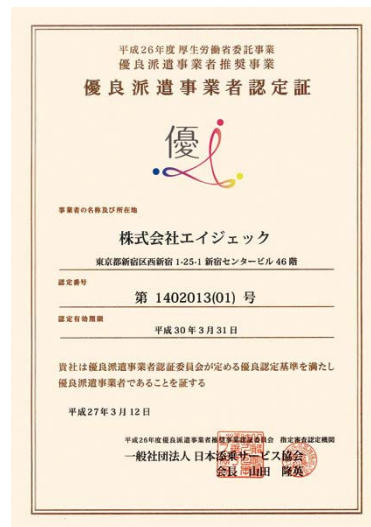 平成26年度 厚生労働省委託事業
優良派遣事業者推奨事業
優良派遣事業者認定証
優
事業者の名称及び所在地
株式会社エイジェック
東京都新宿区西新宿 1-25-1 新宿センタービル 46 階
認定番号
第 1402013(01) 号
認定有効期限
平成 30 年 3 月 31 日
貴社は優良派遣事業者認証委員会が定める優良認定基準を満たし
優良派遣事業者であることを証する
平成27年 3 月 12 日
平成26年度優良派遣事業者推奨事業認証委員会 指定審査認定機関
一般社団法人 日本添乗サービス協会
会長 山田 隆英